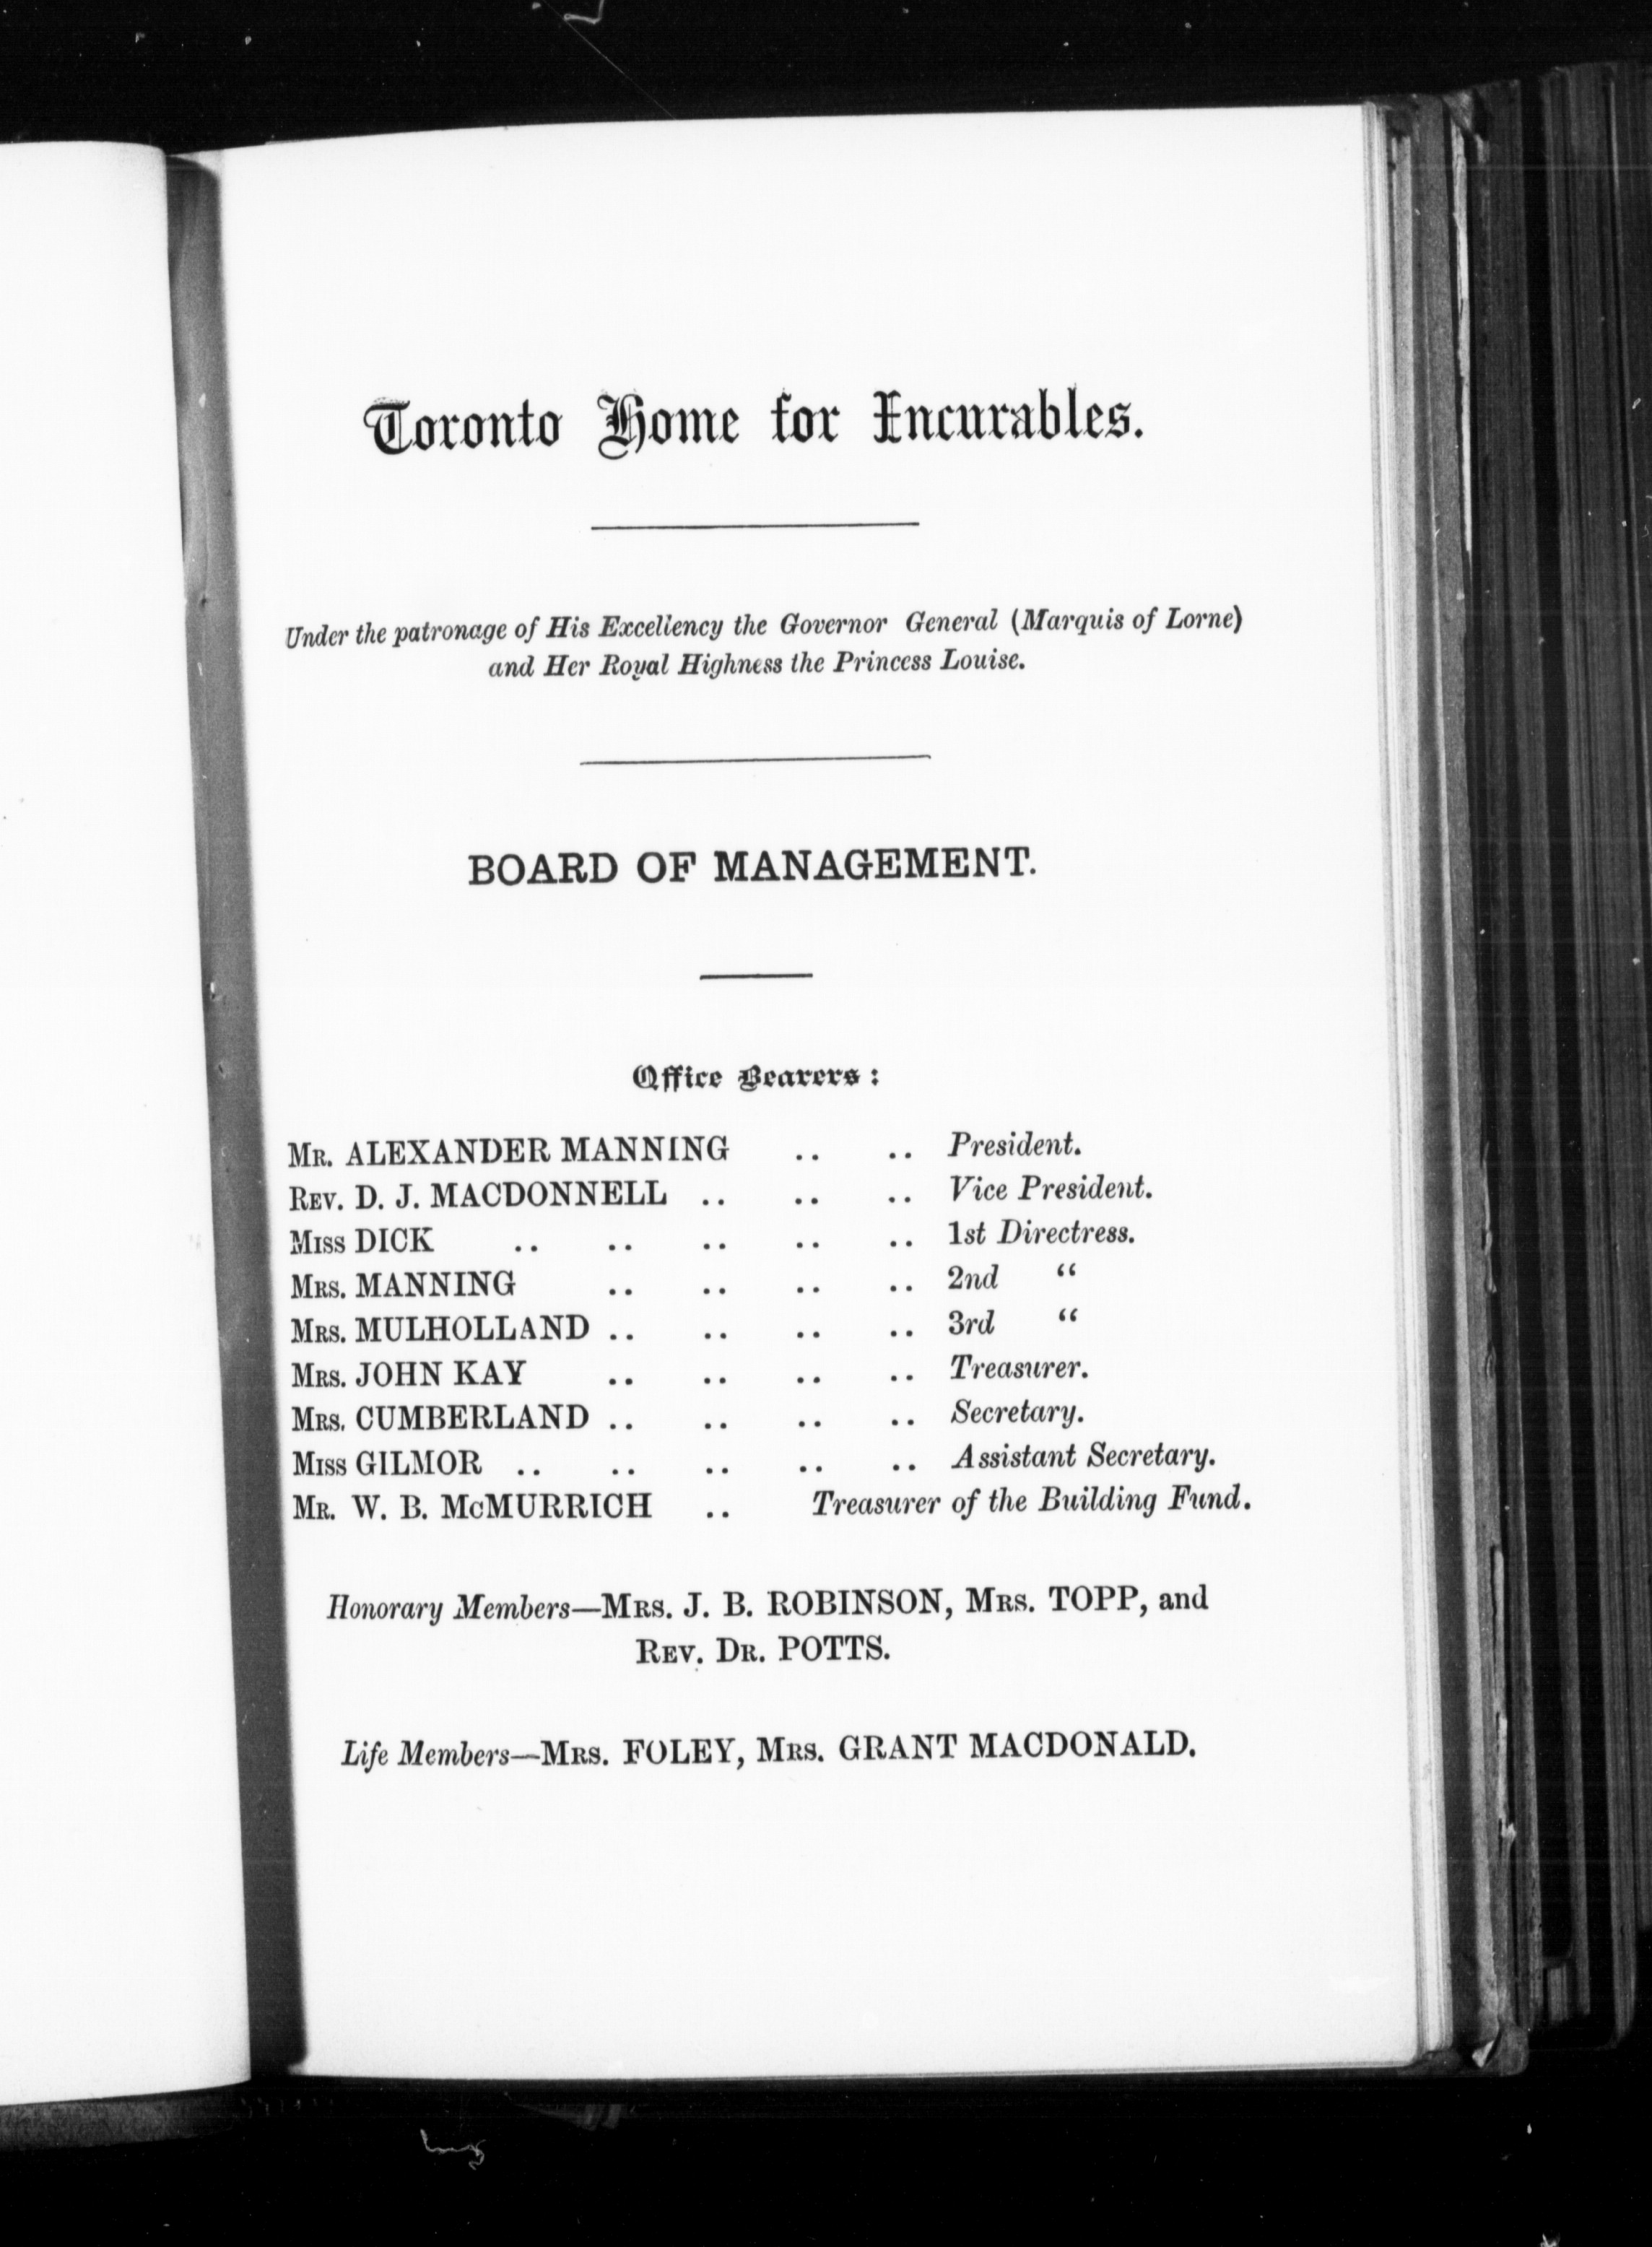 Toronto Home for Incurables.
Under the patronage of His Excellency the Governor General (Marquis of Lorne)
and Her Royal Highness the Princess Louise.
BOARD OF MANAGEMENT.
Office Bearers:
MR. ALEXANDER MANNING .. .. President.
REV. D. J. MACDONNELL .. .. .. Vice President.
MISS DICK .. .. .. .. .. 1st Directress.
MRS. MANNING .. .. .. .. 2nd “
MRS. MULHOLLAND .. .. .. .. 3rd “
MRS. JOHN KAY .. .. .. .. Treasurer.
MRS. CUMBERLAND .. .. .. .. Secretary.
MISS GILMOR .. .. .. .. .. Assistant Secretary.
MR. W. B. McMURRICH .. Treasurer of the Building Fund.
Honorary Members—MRS. J. B. ROBINSON, MRS. TOPP, and
REV. DR. POTTS.
Life Members—MRS. FOLEY, MRS. GRANT MACDONALD.